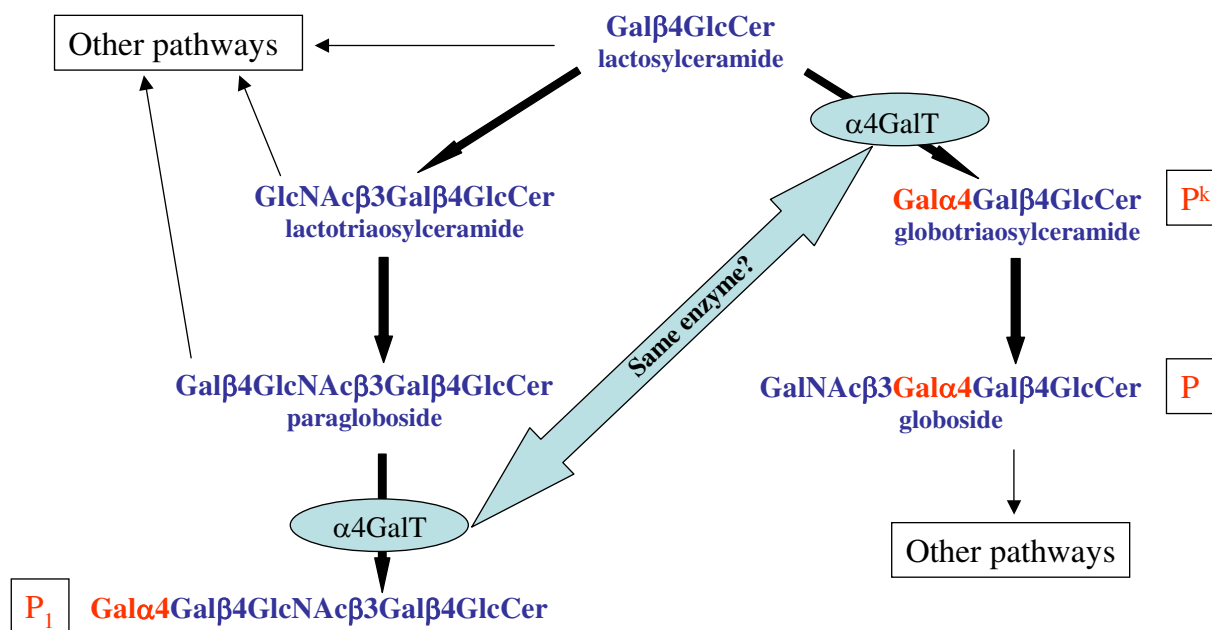 Galβ4GlcCer
lactosylceramide
Other pathways
α4GalT
GlcNAcβ3Galβ4GlcCer
lactotriaosylceramide
Galα4Galβ4GlcCer
globotriaosylceramide
Pᵏ
Same enzyme?
Galβ4GlcNAcβ3Galβ4GlcCer
paragloboside
GalNAcβ3Galα4Galβ4GlcCer
globoside
P
α4GalT
Other pathways
P₁
Galα4Galβ4GlcNAcβ3Galβ4GlcCer